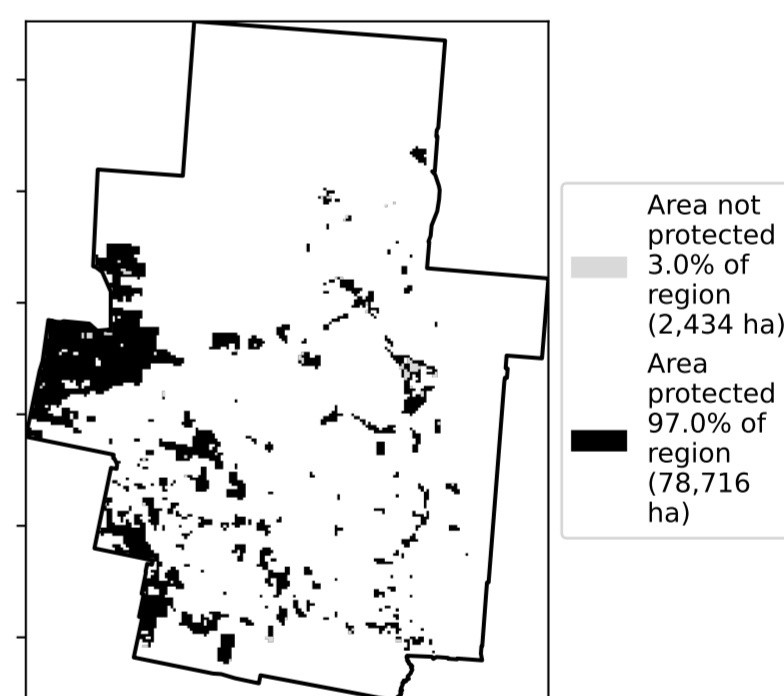 Area not
protected
3.0% of
region
(2,434 ha)
Area
protected
97.0% of
region
(78,716
ha)